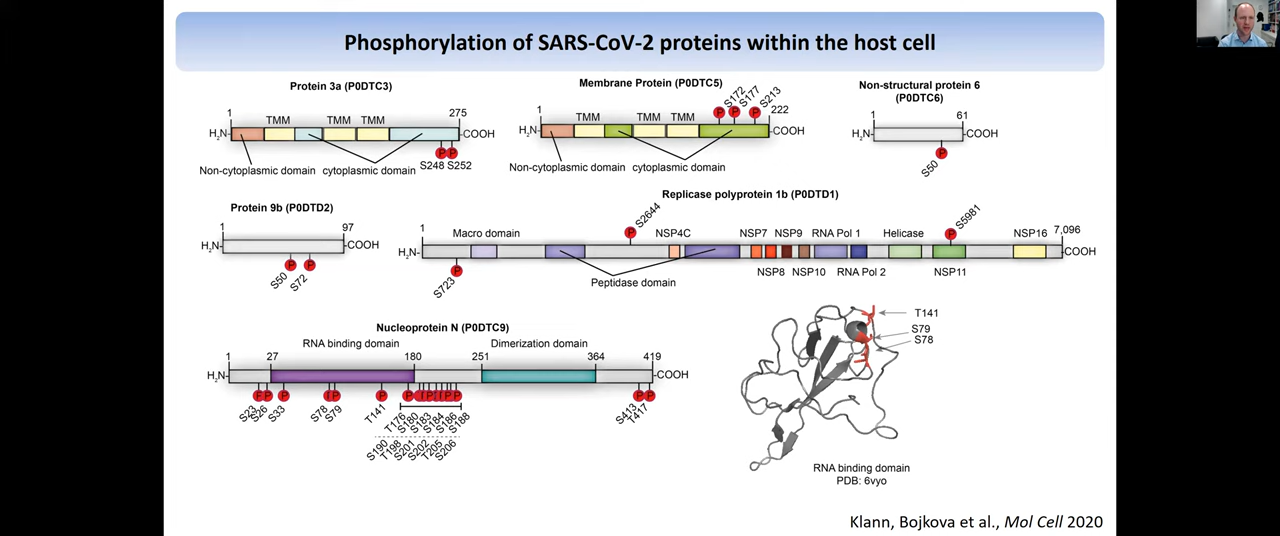 Phosphorylation of SARS-CoV-2 proteins within the host cell
Protein 3a (P0DTC3)
1
275
TMM
TMM
TMM
H₂N
COOH
S248
S252
Non-cytoplasmic domain
cytoplasmic domain
P
P
Membrane Protein (P0DTC5)
S172
S177
S213
P
P
P
1
222
TMM
TMM
TMM
H₂N
COOH
Non-cytoplasmic domain
cytoplasmic domain
Non-structural protein 6
(P0DTC6)
1
61
H₂N
COOH
P
S50
Protein 9b (P0DTD2)
1
97
H₂N
COOH
P
P
S50
S72
Replicase polyprotein 1b (P0DTD1)
S2644
S5981
P
P
1
Macro domain
NSP4C
NSP7
NSP9
RNA Pol 1
Helicase
NSP16
7,096
H₂N
COOH
P
S723
Peptidase domain
NSP8
NSP10
RNA Pol 2
NSP11
Nucleoprotein N (P0DTC9)
RNA binding domain
Dimerization domain
1
27
180
251
364
419
H₂N
COOH
S23
S26
S33
S78
S79
T141
T176
S180
S183
S184
S186
S188
S413
T417
S190
T198
S201
S202
T205
S206
T141
S79
S78
RNA binding domain
PDB: 6vyo
Klann, Bojkova et al., Mol Cell 2020